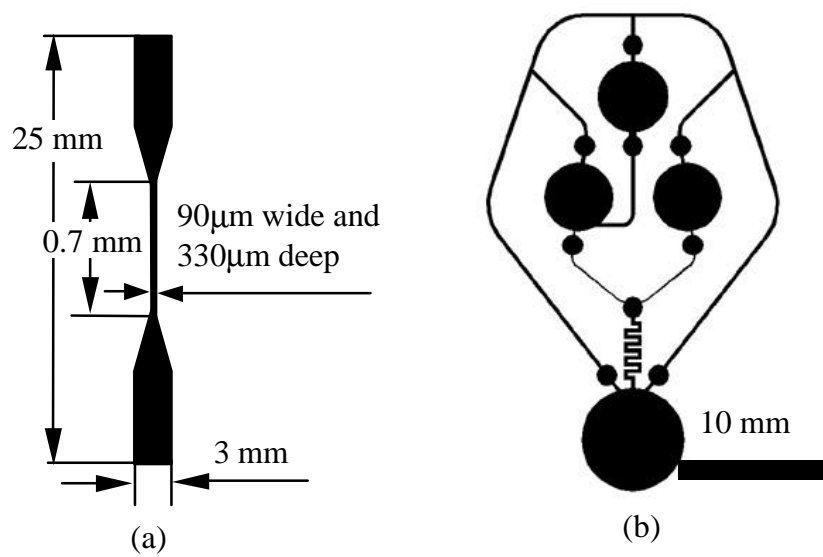 25 mm
0.7 mm
90μm wide and
330μm deep
3 mm
(a)
10 mm
(b)